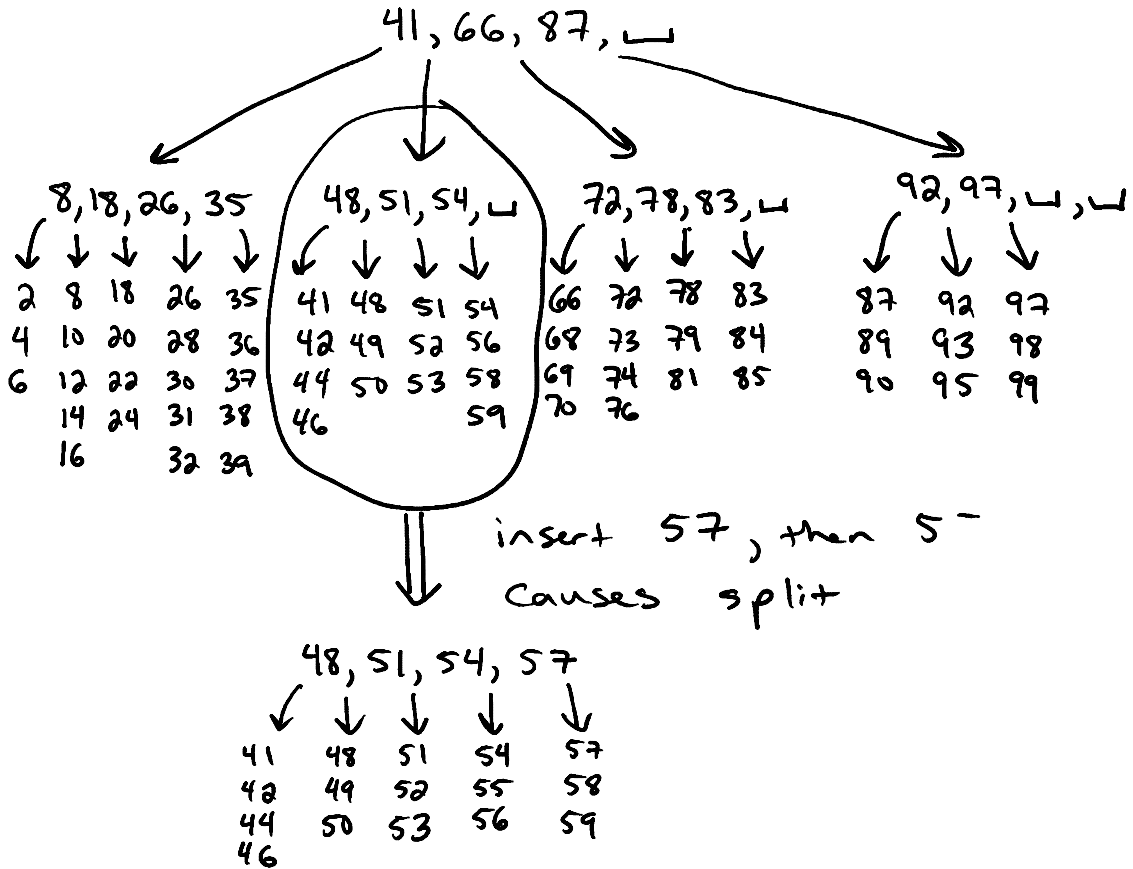 41, 66, 87, ␣
8, 18, 26, 35
48, 51, 54, ␣
72, 78, 83, ␣
92, 97, ␣, ␣
2 8 18 26 35 41 48 51 54 66 72 78 83 87 92 97
4 10 20 28 36 42 49 52 56 68 73 79 84 89 93 98
6 12 22 30 37 44 50 53 58 69 74 81 85 90 95 99
14 24 31 38 46 59 70 76
16 32 39
insert 57, then
causes split
48, 51, 54, 57
41 48 51 54 57
42 49 52 55 58
44 50 53 56 59
46